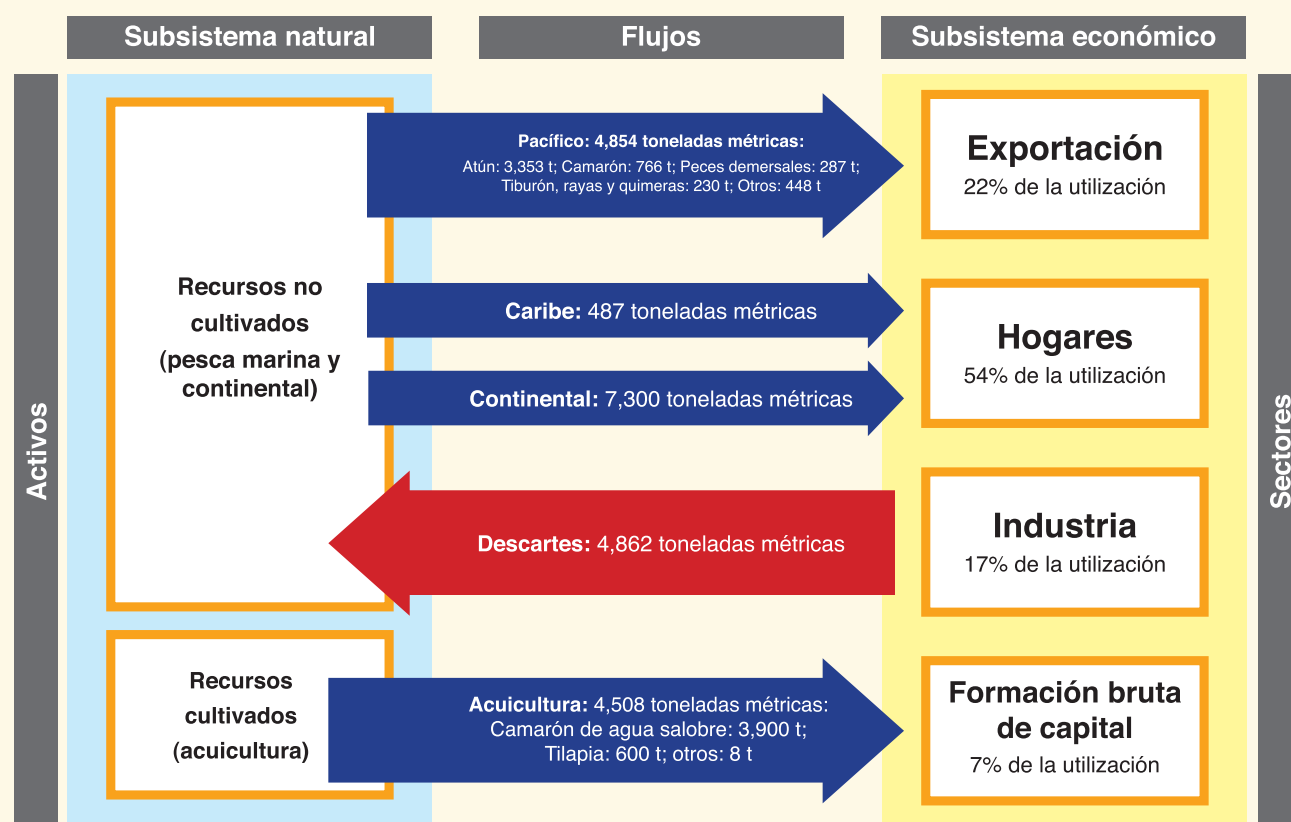 Subsistema natural
Flujos
Subsistema económico
Activos
Recursos no
cultivados
(pesca marina y
continental)
Pacífico: 4,854 toneladas métricas:
Atún: 3,353 t; Camarón: 766 t; Peces demersales: 287 t;
Tiburón, rayas y quimeras: 230 t; Otros: 448 t
Caribe: 487 toneladas métricas
Continental: 7,300 toneladas métricas
Descartes: 4,862 toneladas métricas
Recursos
cultivados
(acuicultura)
Acuicultura: 4,508 toneladas métricas:
Camarón de agua salobre: 3,900 t;
Tilapia: 600 t; otros: 8 t
Exportación
22% de la utilización
Hogares
54% de la utilización
Industria
17% de la utilización
Formación bruta
de capital
7% de la utilización
Sectores